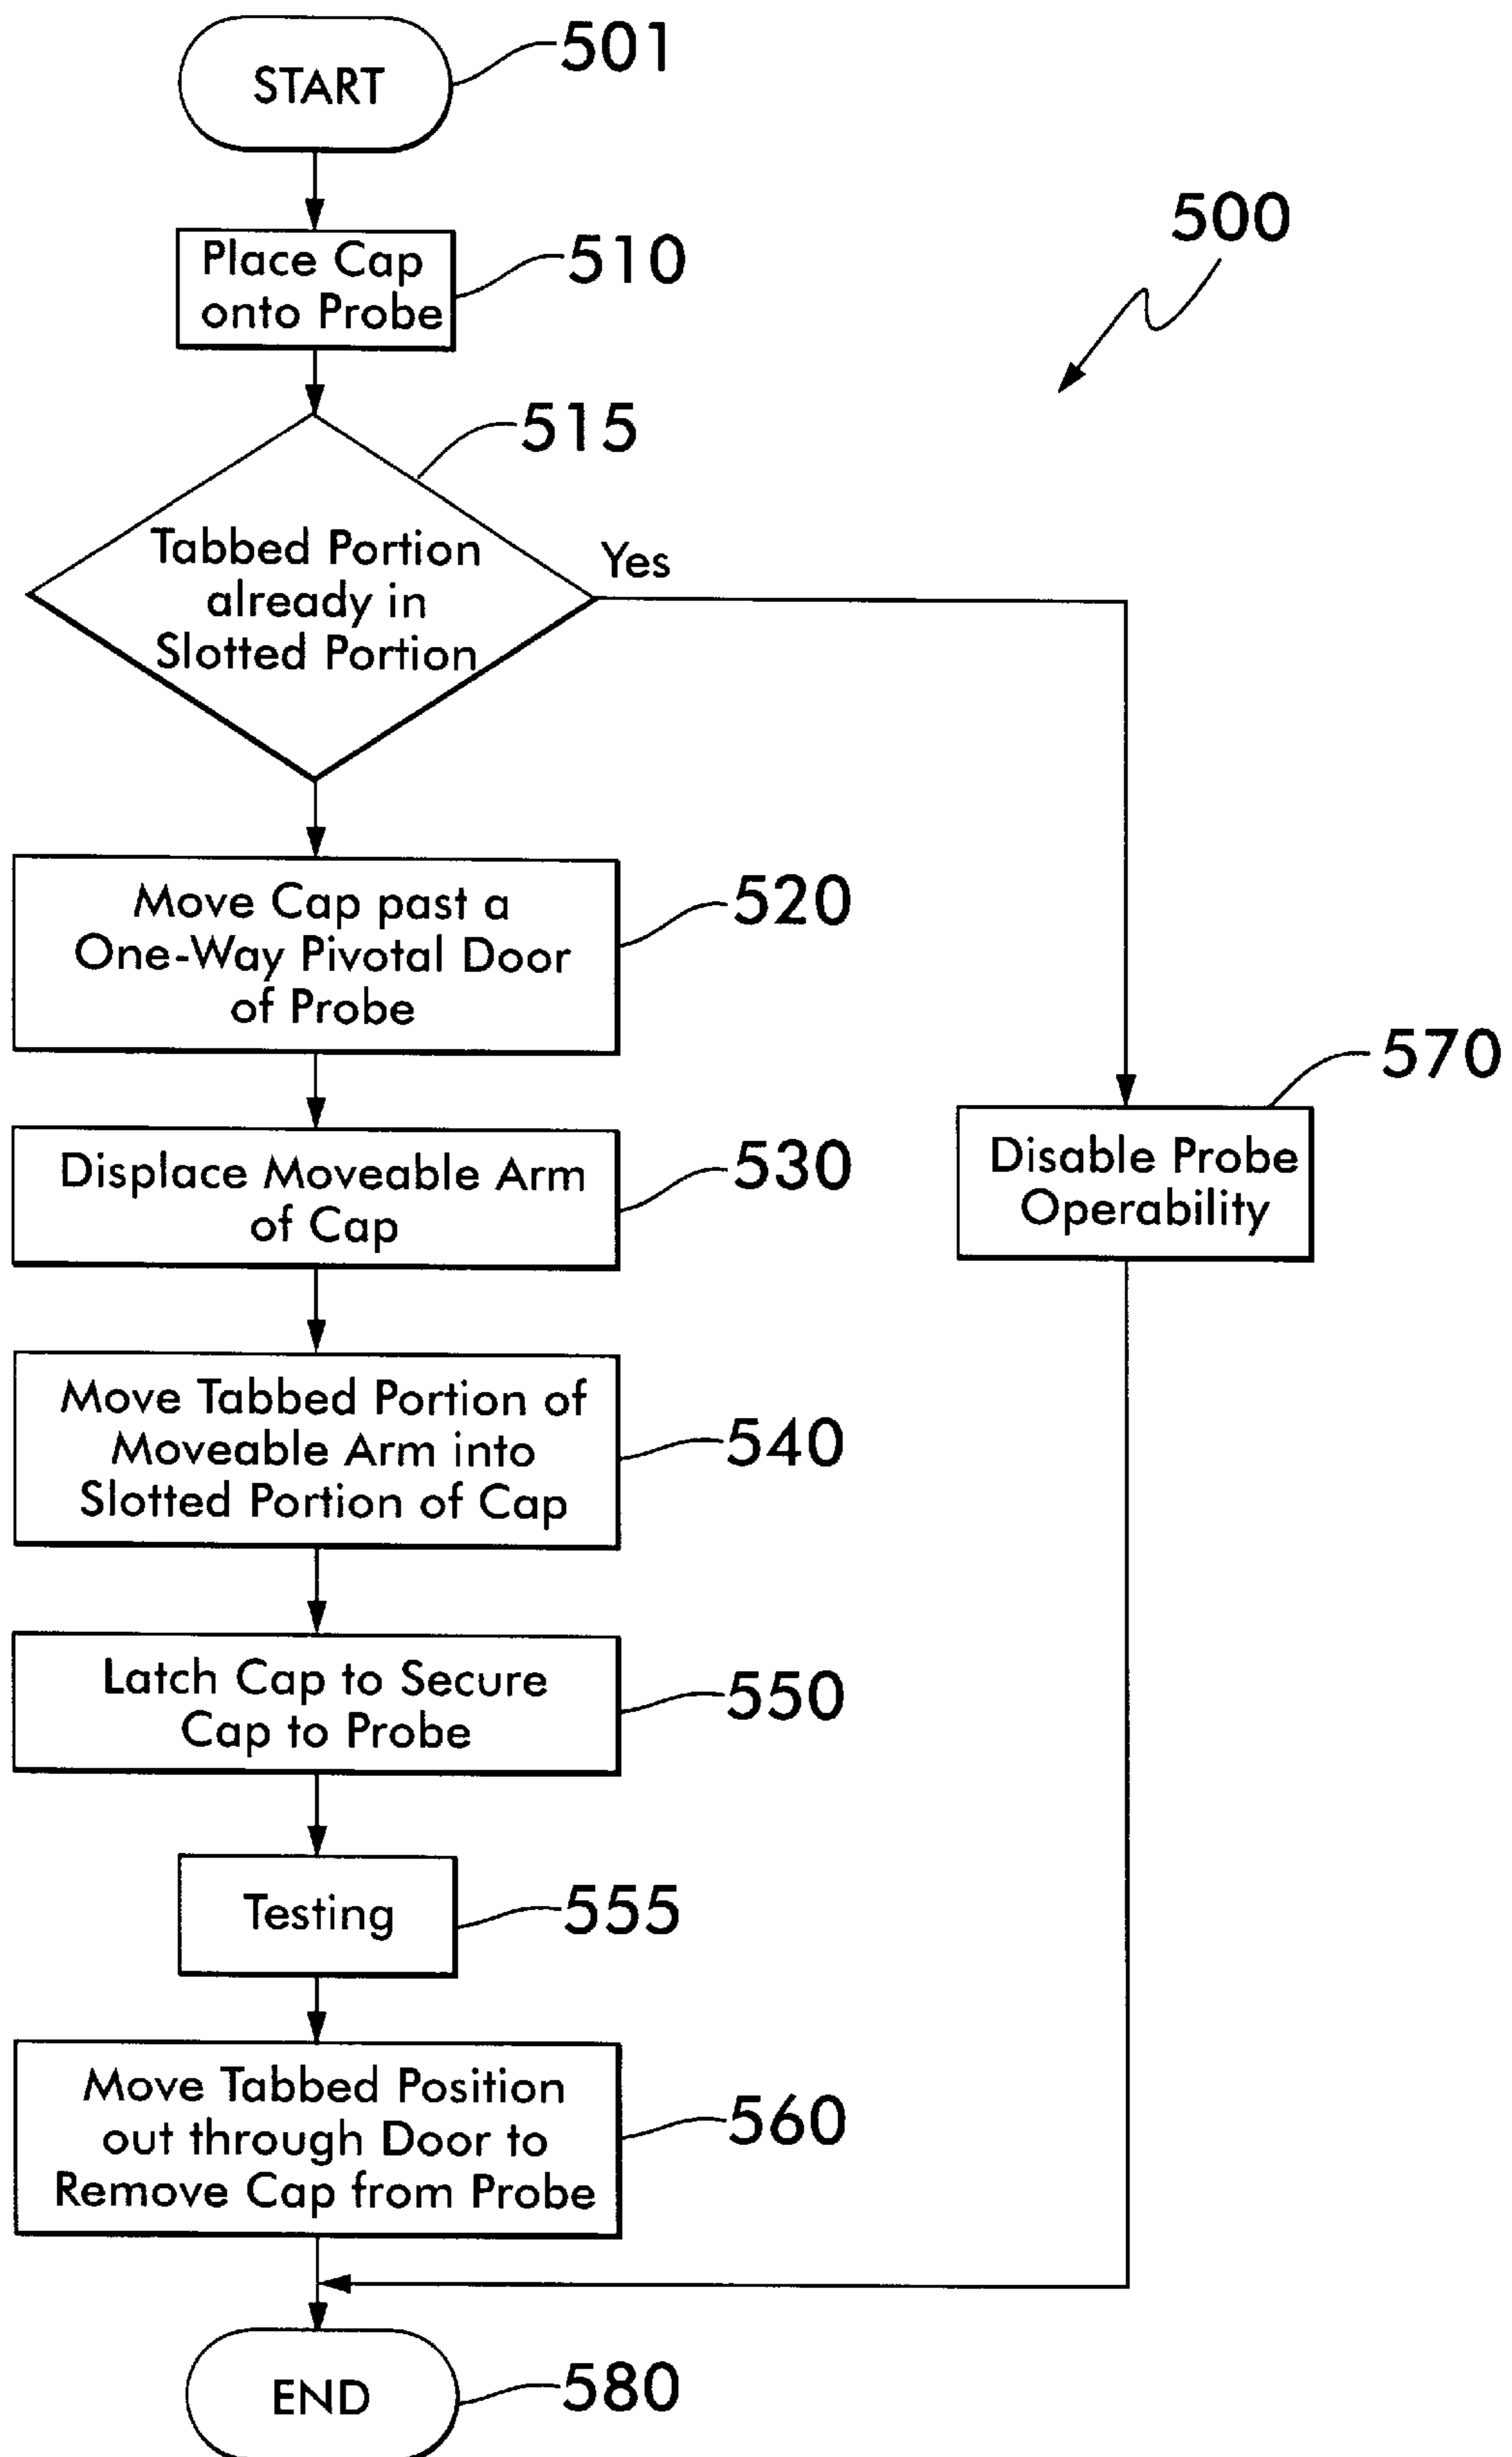 START
501
500
Place Cap
onto Probe
510
515
Tabbed Portion
already in
Slotted Portion
Yes
Move Cap past a
One-Way Pivotal Door
of Probe
520
Displace Moveable Arm
of Cap
530
570
Disable Probe
Operability
Move Tabbed Portion of
Moveable Arm into
Slotted Portion of Cap
540
Latch Cap to Secure
Cap to Probe
550
Testing
555
Move Tabbed Position
out through Door to
Remove Cap from Probe
560
END
580